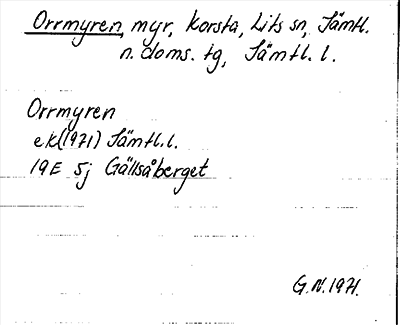 Orrmyren, myr, Korsta, Lits sn, Jämtl.
n. doms. tg, Jämtl. l.
Orrmyren
ek(1971) Jämtl.l.
19E 5j Gällsåberget
G.N.1971.